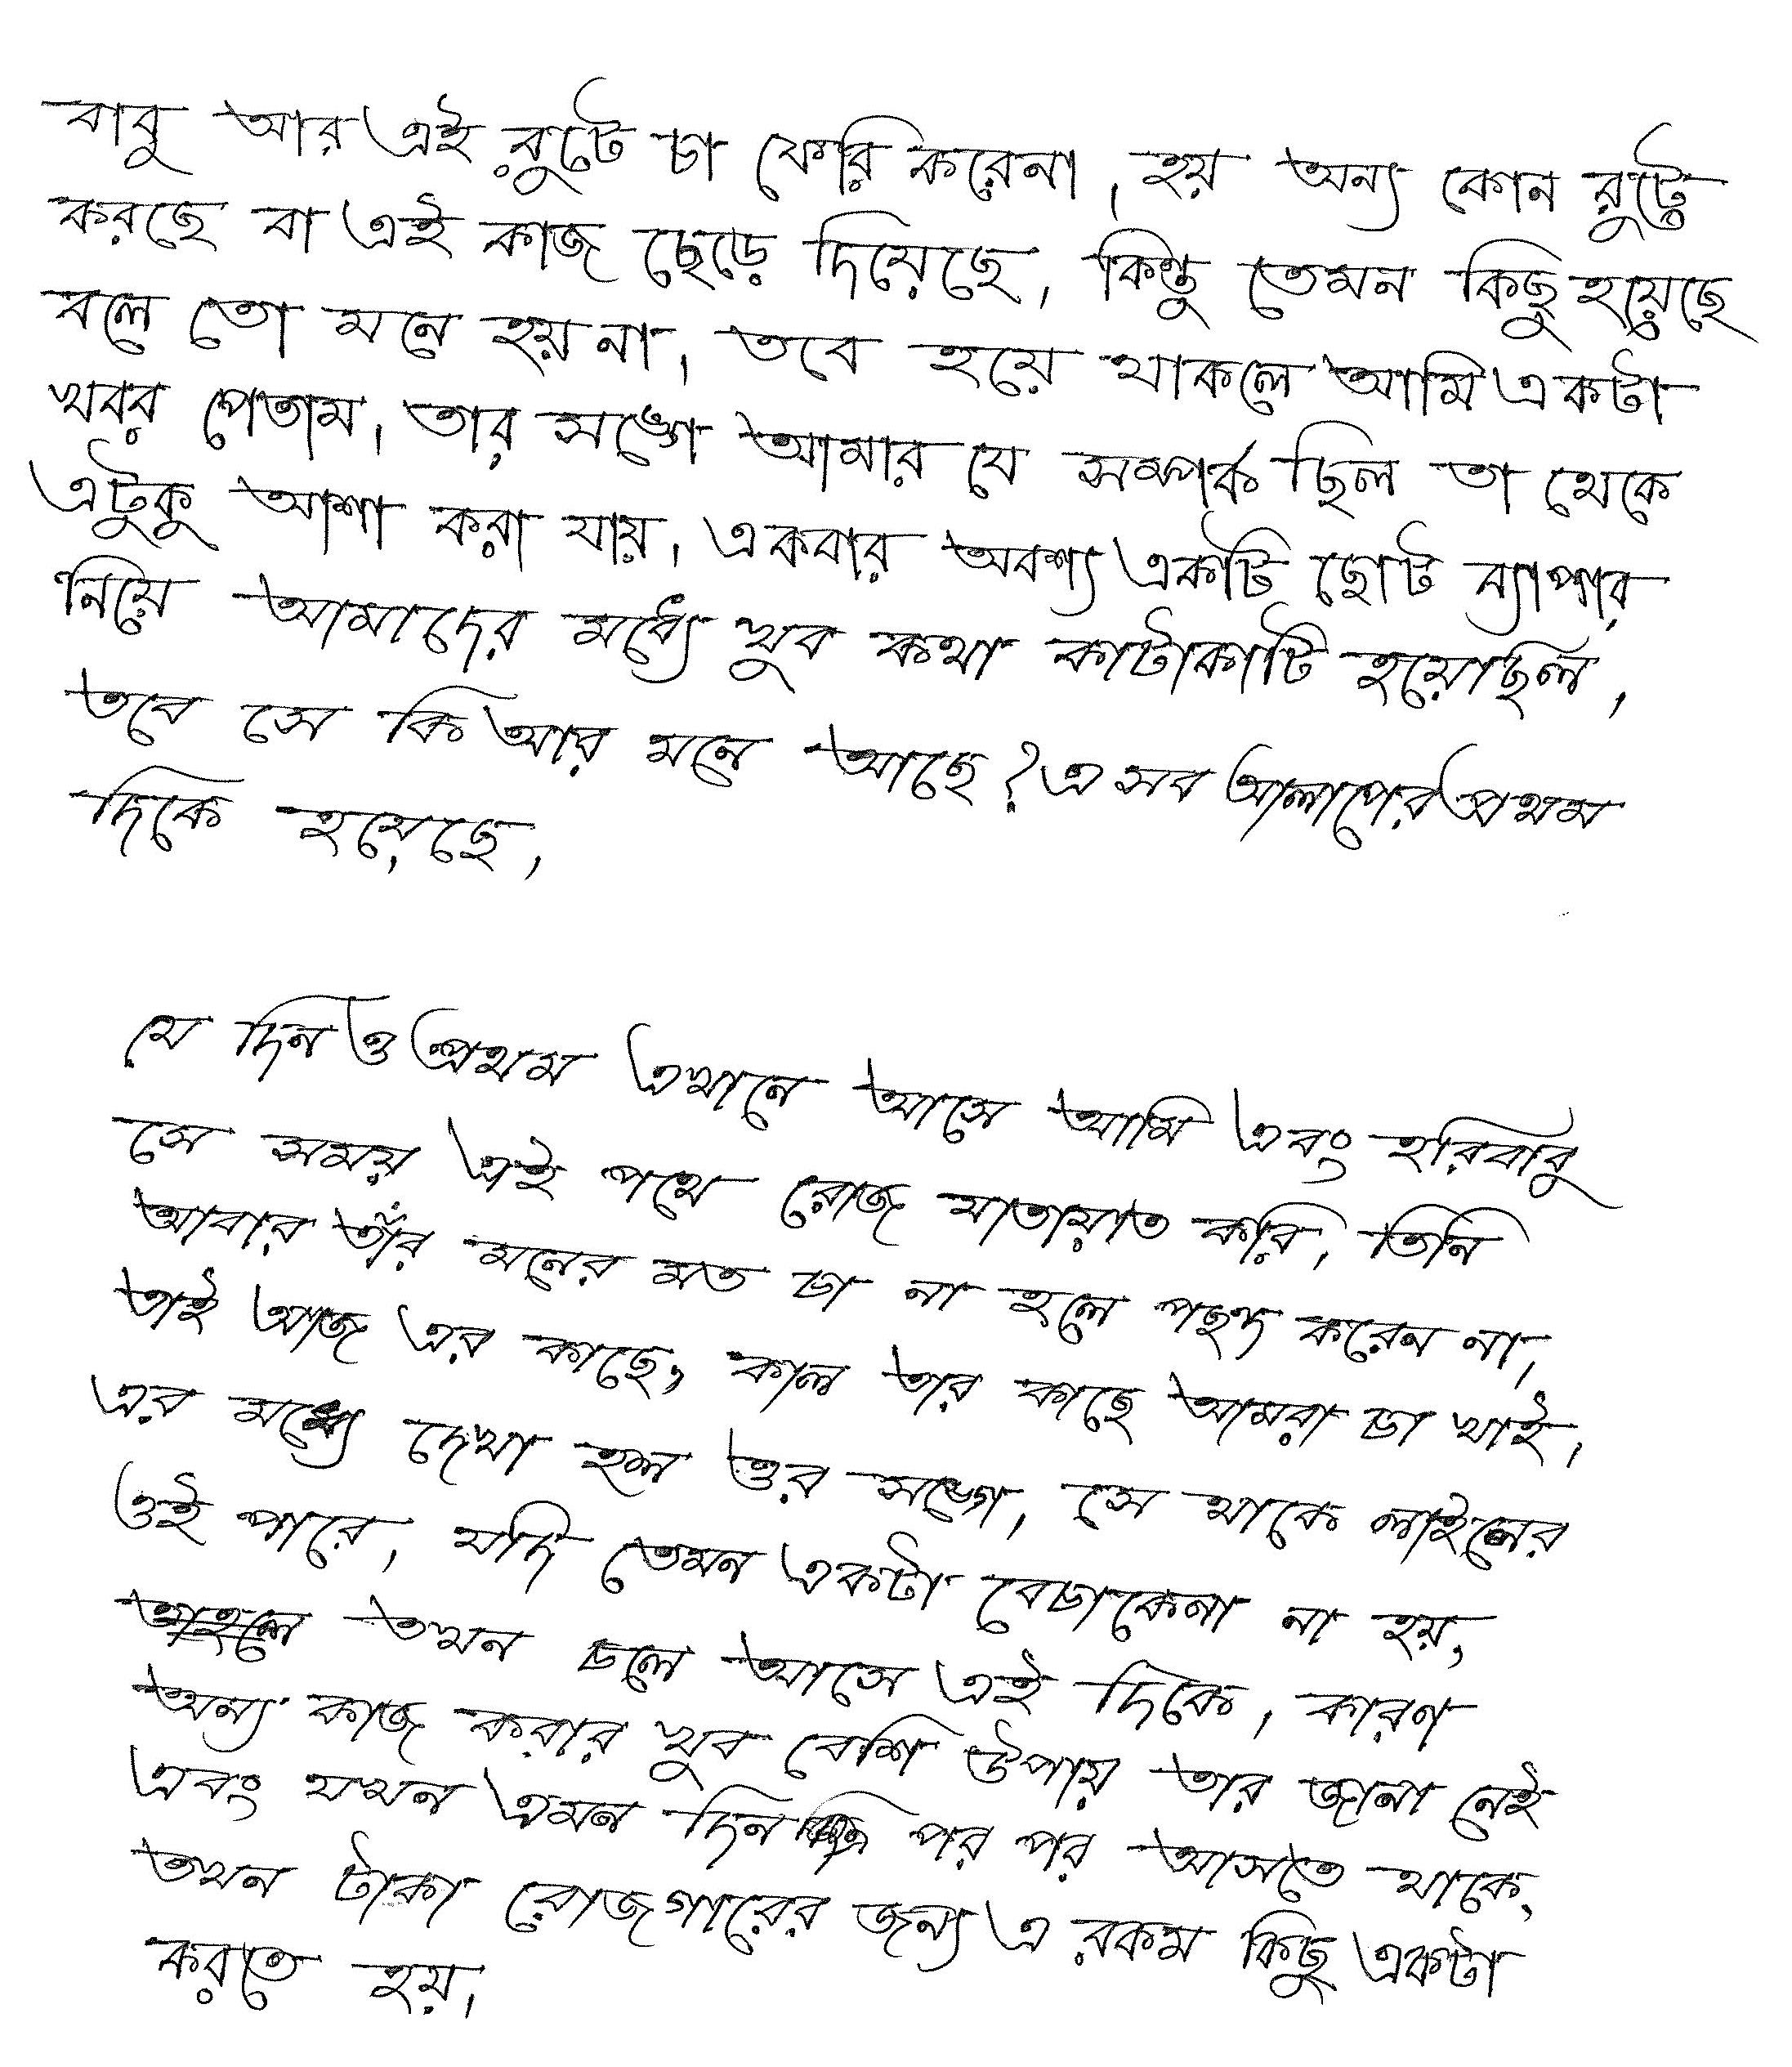 বাবু আর এই রুটে চা ফেরি করেনা। হয় অন্য কোন রুটে
করছে বা এই কাজ ছেড়ে দিয়েছে। কিন্তু তেমন কিছু হয়েছে
বলে তো মনে হয় না। তবে হয়ে থাকলে আমি একটা
খবর পেতাম। তার সঙ্গে আমার যে সম্পর্ক ছিল তা থেকে
এটুকু আশা করা যায়। একবার অবশ্য একটি ছোট ব্যাপার
নিয়ে আমাদের মধ্যে খুব কথা কাটাকাটি হয়েছিল।
তবে সে কি আর মনে আছে? এ সব আলাপের প্রথম
দিকে হয়েছে।
যে দিন ও প্রথম এখানে আসে আমি এবং হরিবাবু
সে সময় এই পথে রোজ যাতায়াত করি। তিনি
আবার তাঁর মনের মত চা না হলে পছন্দ করেন না।
তাই আজ এর কাছে, কাল তার কাছে আমরা চা খাই।
এর মধ্যে দেখা হল ওর সঙ্গে। সে থাকে লাইনের
ওই পারে। যদি তেমন একটা বেচাকেনা না হয়,
তখন চলে আসে এই দিকে। কারণ
অন্য কাজ করার খুব বেশি উপায় তার জানা নেই
এবং যখন এমন দিন পর পর আসতে থাকে,
তখন টাকা রোজগারের জন্য এ রকম কিছু একটা
করতে হয়।